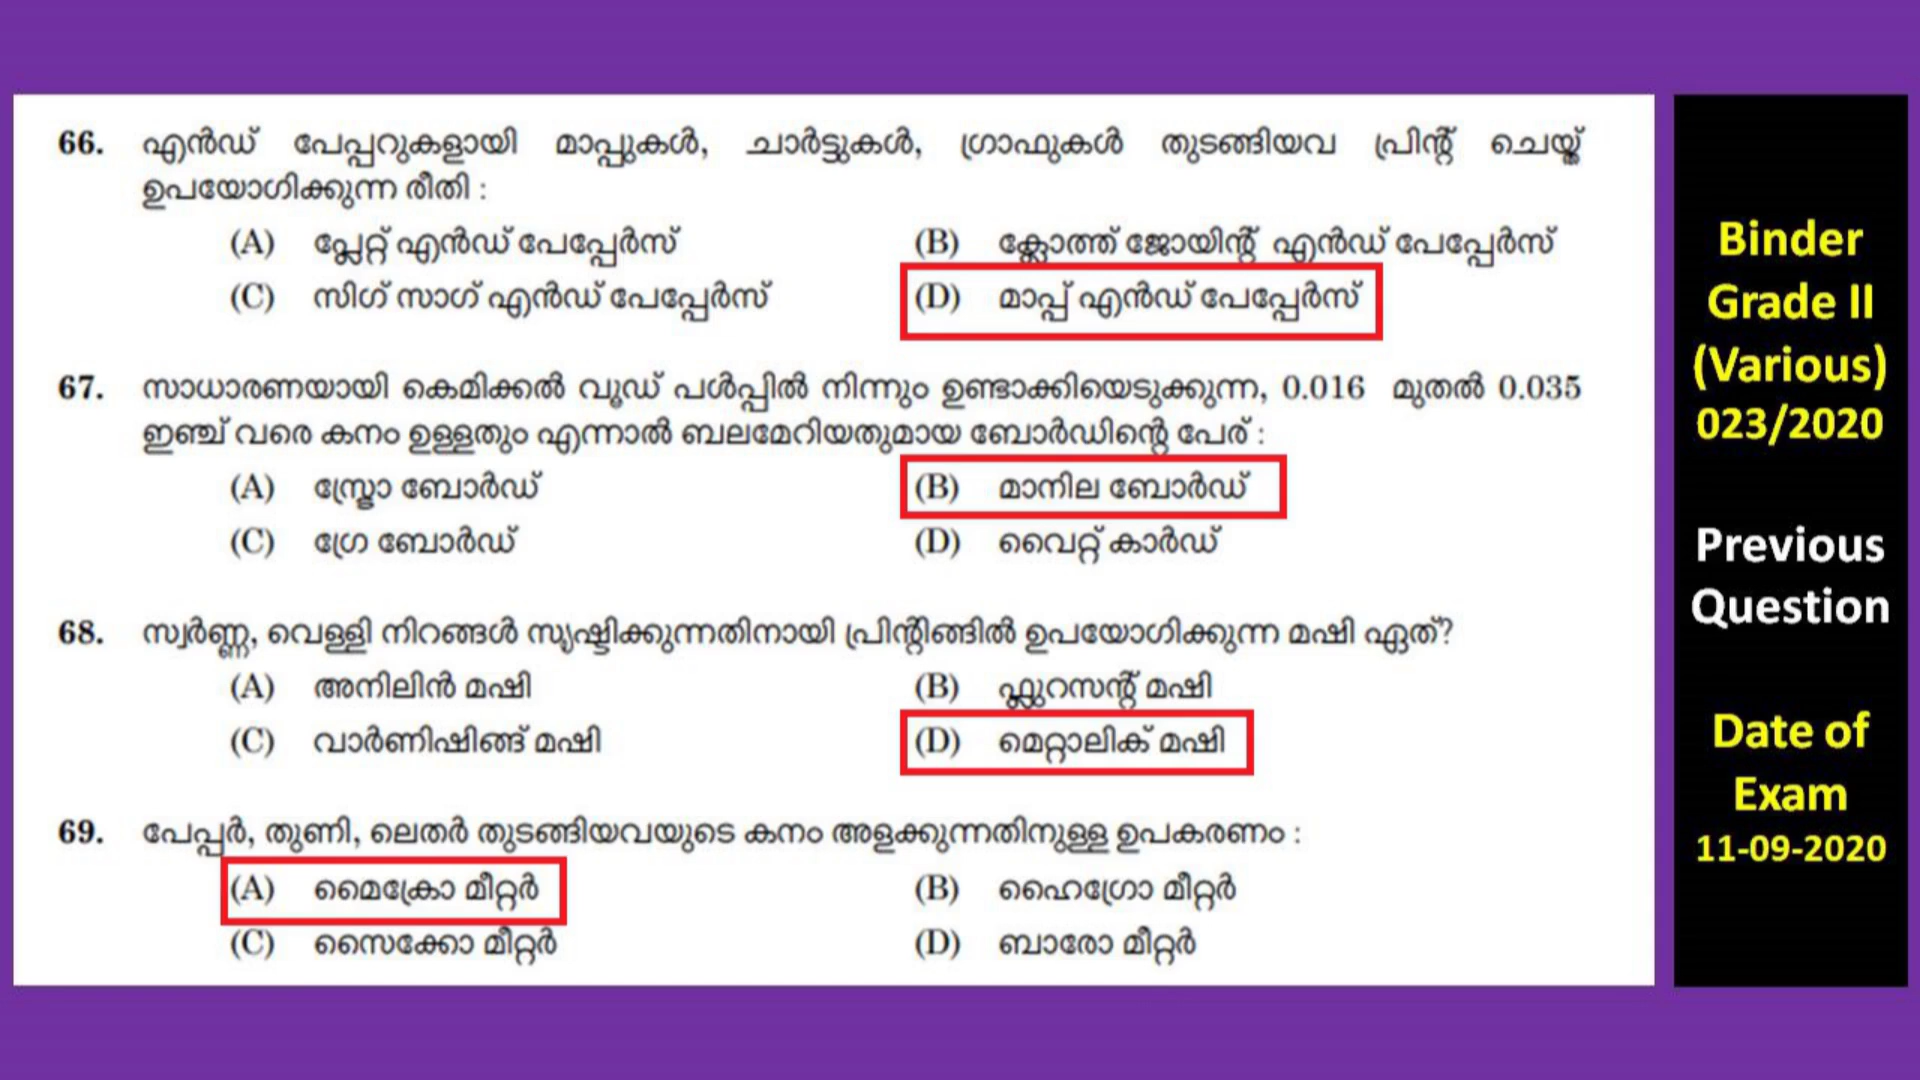 66. എൻഡ് പേപ്പറുകളായി മാപ്പുകൾ, ചാർട്ടുകൾ, ഗ്രാഫുകൾ തുടങ്ങിയവ പ്രിന്റ് ചെയ്ത്
ഉപയോഗിക്കുന്ന രീതി :
(A) പ്ലേറ്റ് എൻഡ് പേപ്പേർസ് (B) ക്ലോത്ത് ജോയിന്റ് എൻഡ് പേപ്പേർസ്
(C) സിഗ് സാഗ് എൻഡ് പേപ്പേർസ് (D) മാപ്പ് എൻഡ് പേപ്പേർസ്
67. സാധാരണയായി കെമിക്കൽ വൂഡ് പൾപ്പിൽ നിന്നും ഉണ്ടാക്കിയെടുക്കുന്ന, 0.016 മുതൽ 0.035
ഇഞ്ച് വരെ കനം ഉള്ളതും എന്നാൽ ബലമേറിയതുമായ ബോർഡിന്റെ പേര് :
(A) സ്ട്രോ ബോർഡ് (B) മാനില ബോർഡ്
(C) ഗ്രേ ബോർഡ് (D) വൈറ്റ് കാർഡ്
68. സ്വർണ്ണ, വെള്ളി നിറങ്ങൾ സൃഷ്ടിക്കുന്നതിനായി പ്രിന്റിങ്ങിൽ ഉപയോഗിക്കുന്ന മഷി ഏത്?
(A) അനിലിൻ മഷി (B) ഫ്ലുറസന്റ് മഷി
(C) വാർണിഷിങ്ങ് മഷി (D) മെറ്റാലിക് മഷി
69. പേപ്പർ, തുണി, ലെതർ തുടങ്ങിയവയുടെ കനം അളക്കുന്നതിനുള്ള ഉപകരണം :
(A) മൈക്രോ മീറ്റർ (B) ഹൈഗ്രോ മീറ്റർ
(C) സൈക്കോ മീറ്റർ (D) ബാരോ മീറ്റർ
Binder
Grade II
(Various)
023/2020
Previous
Question
Date of
Exam
11-09-2020